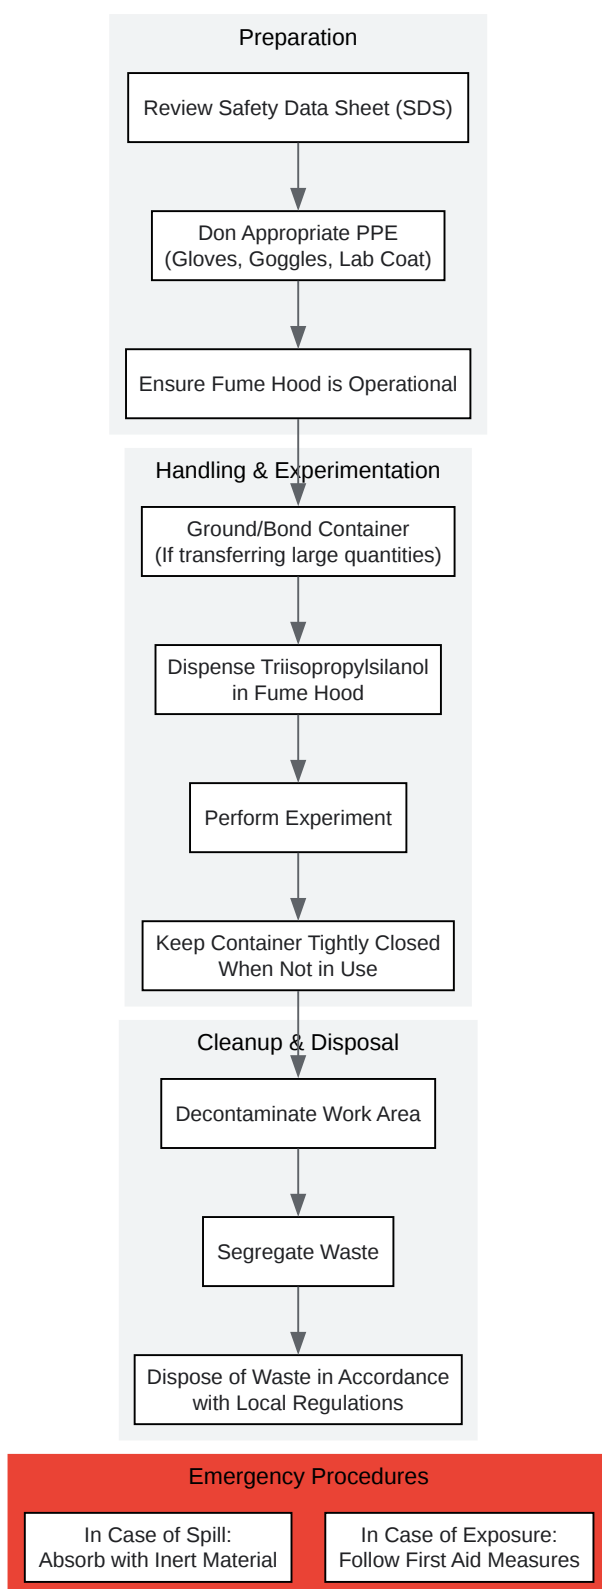 Preparation
Review Safety Data Sheet (SDS)
Don Appropriate PPE
(Gloves, Goggles, Lab Coat)
Ensure Fume Hood is Operational
Handling & Experimentation
Ground/Bond Container
(If transferring large quantities)
Dispense Triisopropylsilanol
in Fume Hood
Perform Experiment
Keep Container Tightly Closed
When Not in Use
Cleanup & Disposal
Decontaminate Work Area
Segregate Waste
Dispose of Waste in Accordance
with Local Regulations
Emergency Procedures
In Case of Spill:
Absorb with Inert Material
In Case of Exposure:
Follow First Aid Measures